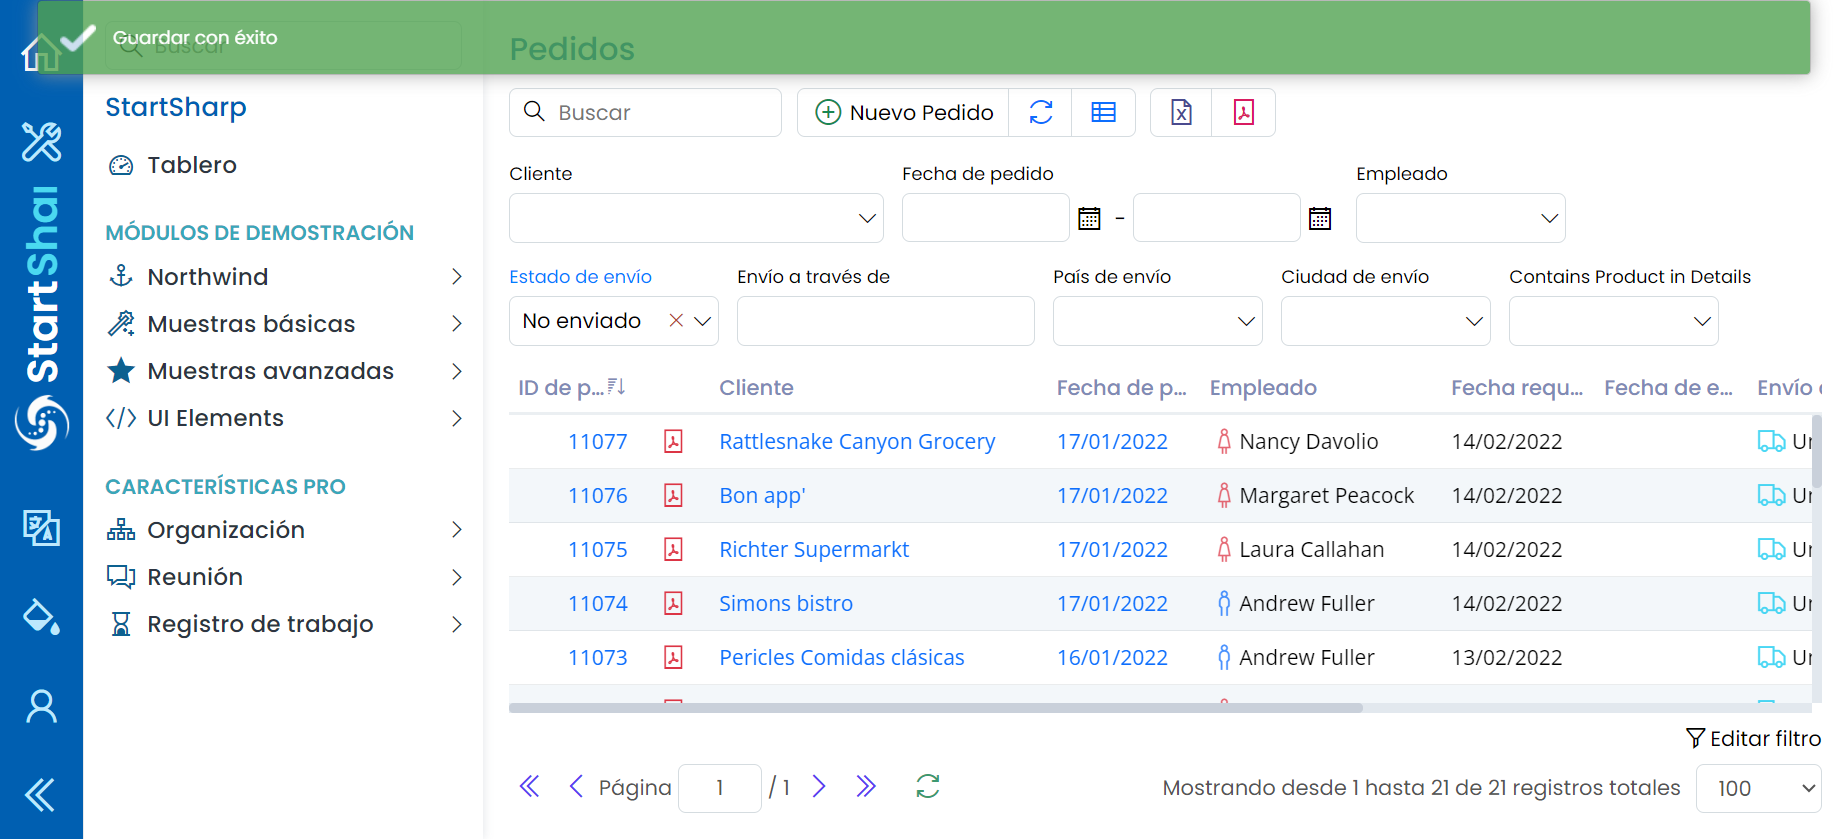 Guardar con éxito
Buscar
Pedidos
StartSharp
Tablero
MÓDULOS DE DEMOSTRACIÓN
Northwind
Muestras básicas
Muestras avanzadas
UI Elements
CARACTERÍSTICAS PRO
Organización
Reunión
Registro de trabajo
StartShar
Buscar
Nuevo Pedido
Cliente
Fecha de pedido
Empleado
-
Estado de envío
Envío a través de
País de envío
Ciudad de envío
Contains Product in Details
No enviado
ID de p... Cliente Fecha de p... Empleado Fecha requ... Fecha de e... Envío
11077 Rattlesnake Canyon Grocery 17/01/2022 Nancy Davolio 14/02/2022
11076 Bon app' 17/01/2022 Margaret Peacock 14/02/2022
11075 Richter Supermarkt 17/01/2022 Laura Callahan 14/02/2022
11074 Simons bistro 17/01/2022 Andrew Fuller 14/02/2022
11073 Pericles Comidas clásicas 16/01/2022 Andrew Fuller 13/02/2022
Editar filtro
Página 1 / 1
Mostrando desde 1 hasta 21 de 21 registros totales
100